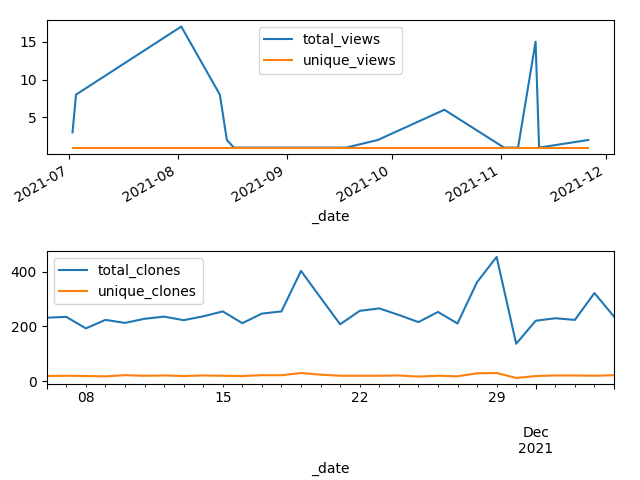 15
10
5
total_views
unique_views
2021-07
2021-08
2021-09
2021-10
2021-11
2021-12
_date
400
200
0
total_clones
unique_clones
08
15
22
29
Dec
2021
_date